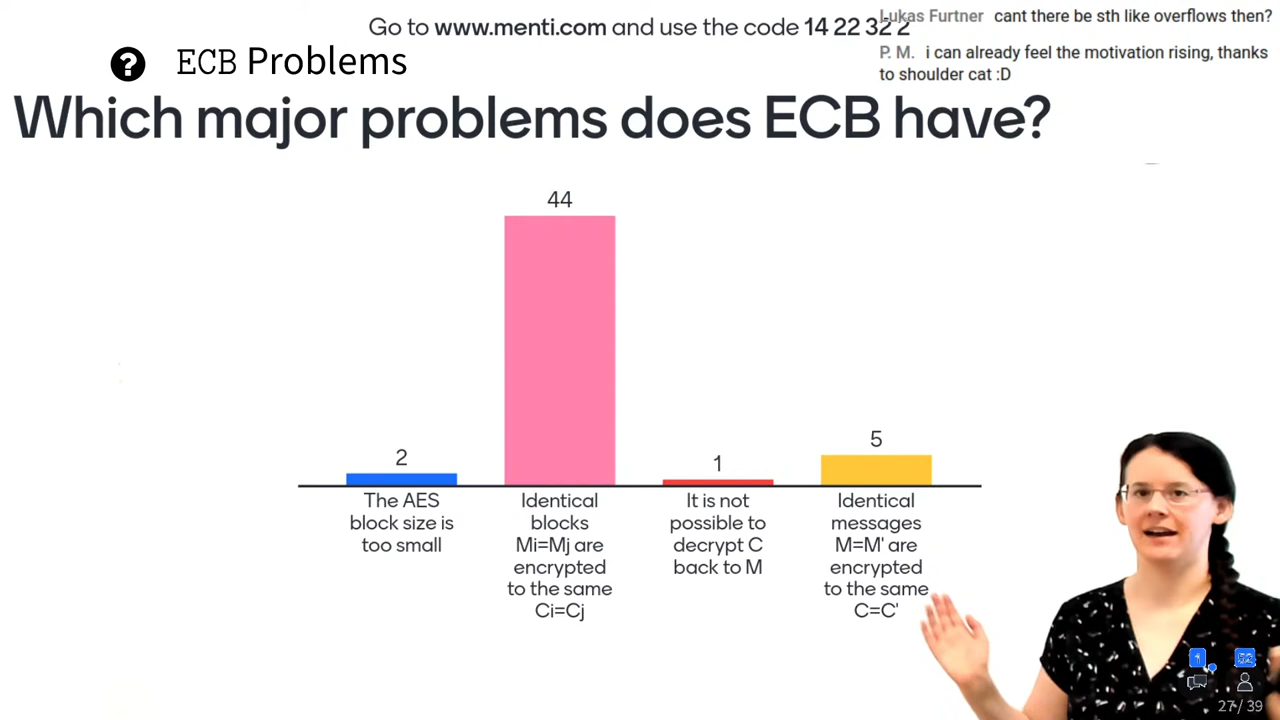 Go to www.menti.com and use the code 14 22 32 2
Lukas Furtner cant there be sth like overflows then?
P. M. i can already feel the motivation rising, thanks
to shoulder cat :D
? ECB Problems
Which major problems does ECB have?
44
2
1
5
The AES
block size is
too small
Identical
blocks
Mi=Mj are
encrypted
to the same
Ci=Cj
It is not
possible to
decrypt C
back to M
Identical
messages
M=M' are
encrypted
to the same
C=C'
1
52
27 / 39